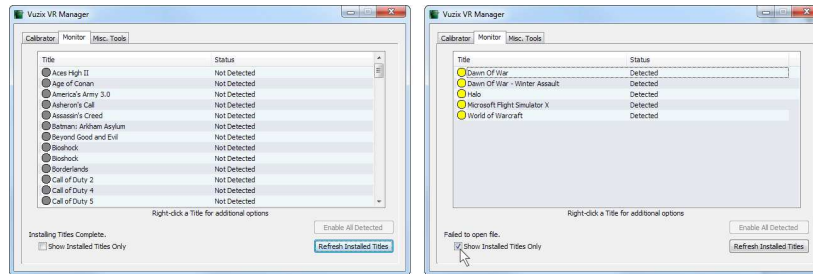 Vuzix VR Manager
Calibrator Monitor Misc. Tools
Title Status
Aces High II Not Detected
Age of Conan Not Detected
America's Army 3.0 Not Detected
Asheron's Call Not Detected
Assassin's Creed Not Detected
Batman: Arkham Asylum Not Detected
Beyond Good and Evil Not Detected
Bioshock Not Detected
Bioshock Not Detected
Borderlands Not Detected
Call of Duty 2 Not Detected
Call of Duty 4 Not Detected
Call of Duty 5 Not Detected
Right-click a Title for additional options
Enable All Detected
Installing Titles Complete.
Show Installed Titles Only Refresh Installed Titles
Vuzix VR Manager
Calibrator Monitor Misc. Tools
Title Status
Dawn Of War Detected
Dawn Of War - Winter Assault Detected
Halo Detected
Microsoft Flight Simulator X Detected
World of Warcraft Detected
Right-click a Title for additional options
Enable All Detected
Failed to open file.
Show Installed Titles Only Refresh Installed Titles